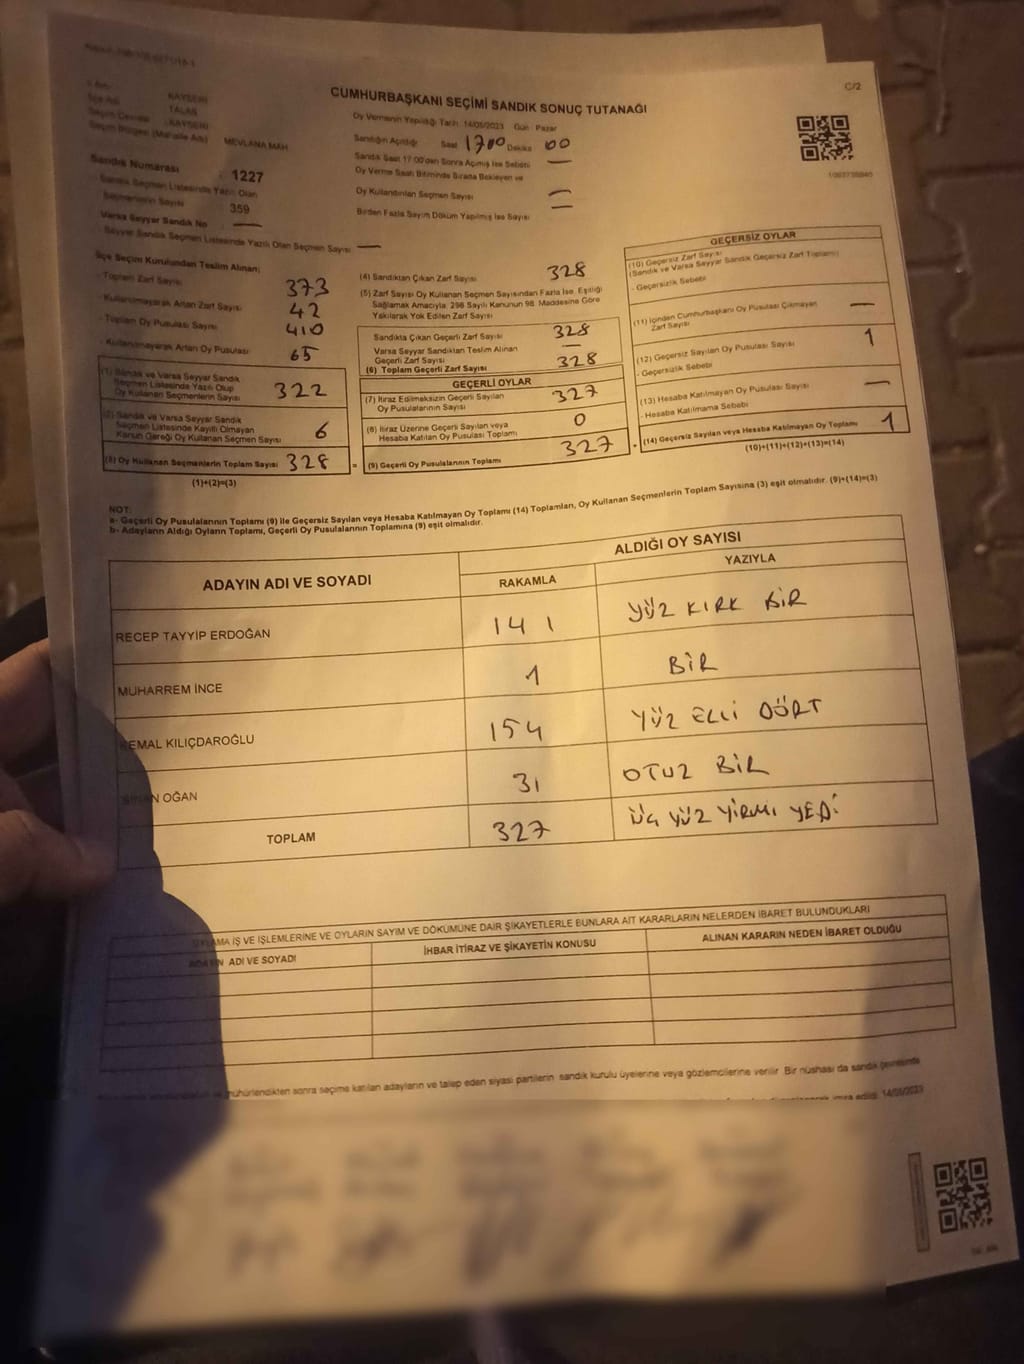 C/2
CUMHURBAŞKANI SEÇİMİ SANDIK SONUÇ TUTANAĞI
İl Adı: KAYSERİ
İlçe Adı TALAS
Seçim Çevresi : KAYSERİ
Seçim Bölgesi (Mahalle Adı) MEVLANA MAH.
Sandık Numarası : 1227
- Sandık Seçmen Listesinde Yazılı Olan
Seçmenlerin Sayısı 359
Varsa Seyyar Sandık No —
- Seyyar Sandık Seçmen Listesinde Yazılı Olan Seçmen Sayısı —
Oy Vermenin Yapıldığı Tarih: 14/05/2023 Gün : Pazar
Sandığın Açıldığı Saat 17:00 Dakika 00
Sandık Saat 17:00'den Sonra Açılmış İse Sebebi —
Oy Verme Saati Bitiminde Sırada Bekleyen ve
Oy Kullandırılan Seçmen Sayısı —
Birden Fazla Sayım Döküm Yapılmış İse Sayısı —
İlçe Seçim Kurulundan Teslim Alınan;
- Toplam Zarf Sayısı 373
- Kullanılmayarak Artan Zarf Sayısı 42
- Toplam Oy Pusulası Sayısı 410
- Kullanılmayarak Artan Oy Pusulası 65
(1) Sandık ve Varsa Seyyar Sandık
Seçmen Listesinde Yazılı Olup
Oy Kullanan Seçmenlerin Sayısı 322
(2) Sandık ve Varsa Seyyar Sandık
Seçmen Listesinde Kayıtlı Olmayan
Kanun Gereği Oy Kullanan Seçmen Sayısı 6
(3) Oy Kullanan Seçmenlerin Toplam Sayısı 328
(1)+(2)=(3)
(4) Sandıktan Çıkan Zarf Sayısı 328
(5) Zarf Sayısı Oy Kullanan Seçmen Sayısından Fazla İse, Eşitliği
Sağlamak Amacıyla; 298 Sayılı Kanunun 98. Maddesine Göre
Yakılarak Yok Edilen Zarf Sayısı
Sandıkta Çıkan Geçerli Zarf Sayısı 328
Varsa Seyyar Sandıktan Teslim Alınan
Geçerli Zarf Sayısı —
(6) Toplam Geçerli Zarf Sayısı 328
GEÇERLİ OYLAR
(7) İtiraz Edilmeksizin Geçerli Sayılan
Oy Pusulalarının Sayısı 327
(8) İtiraz Üzerine Geçerli Sayılan veya
Hesaba Katılan Oy Pusulası Toplamı 0
= (9) Geçerli Oy Pusulalarının Toplamı 327
GEÇERSİZ OYLAR
(10) Geçersiz Zarf Sayısı
(Sandık ve Varsa Seyyar Sandık Geçersiz Zarf Toplamı)
- Geçersizlik Sebebi
(11) İçinden Cumhurbaşkanı Oy Pusulası Çıkmayan —
Zarf Sayısı
(12) Geçersiz Sayılan Oy Pusulası Sayısı 1
- Geçersizlik Sebebi
(13) Hesaba Katılmayan Oy Pusulası Sayısı —
- Hesaba Katılmama Sebebi
+ (14) Geçersiz Sayılan veya Hesaba Katılmayan Oy Toplamı 1
(10)+(11)+(12)+(13)=(14)
NOT:
a- Geçerli Oy Pusulalarının Toplamı (9) ile Geçersiz Sayılan veya Hesaba Katılmayan Oy Toplamı (14) Toplamları, Oy Kullanan Seçmenlerin Toplam Sayısına (3) eşit olmalıdır. (9)+(14)=(3)
b- Adayların Aldığı Oyların Toplamı, Geçerli Oy Pusulalarının Toplamına (9) eşit olmalıdır.
ADAYIN ADI VE SOYADI
ALDIĞI OY SAYISI
RAKAMLA YAZIYLA
RECEP TAYYİP ERDOĞAN 141 YÜZ KIRK BİR
MUHARREM İNCE 1 BİR
KEMAL KILIÇDAROĞLU 154 YÜZ ELLİ DÖRT
SİNAN OĞAN 31 OTUZ BİR
TOPLAM 327 ÜÇ YÜZ YİRMİ YEDİ
OYLAMA İŞ VE İŞLEMLERİNE VE OYLARIN SAYIM VE DÖKÜMÜNE DAİR ŞİKAYETLERLE BUNLARA AİT KARARLARIN NELERDEN İBARET BULUNDUKLARI
ADAYIN ADI VE SOYADI İHBAR İTİRAZ VE ŞİKAYETİN KONUSU ALINAN KARARIN NEDEN İBARET OLDUĞU
mühürlendikten sonra seçime katılan adayların ve talep eden siyasi partilerin sandık kurulu üyelerine veya gözlemcilerine verilir. Bir nüshası da sandık çevresinde
imza edildi. 14/05/2023